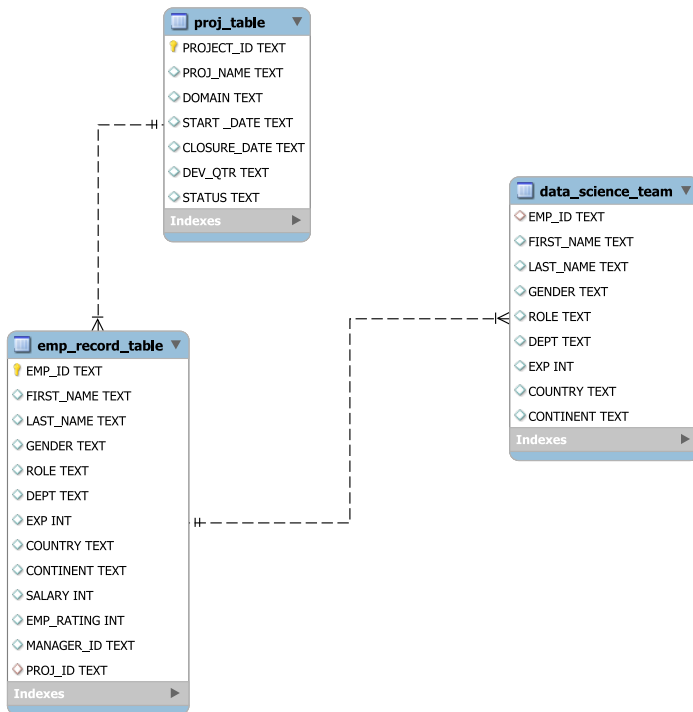 proj_table
PROJECT_ID TEXT
PROJ_NAME TEXT
DOMAIN TEXT
START _DATE TEXT
CLOSURE_DATE TEXT
DEV_QTR TEXT
STATUS TEXT
Indexes
data_science_team
EMP_ID TEXT
FIRST_NAME TEXT
LAST_NAME TEXT
GENDER TEXT
ROLE TEXT
DEPT TEXT
EXP INT
COUNTRY TEXT
CONTINENT TEXT
Indexes
emp_record_table
EMP_ID TEXT
FIRST_NAME TEXT
LAST_NAME TEXT
GENDER TEXT
ROLE TEXT
DEPT TEXT
EXP INT
COUNTRY TEXT
CONTINENT TEXT
SALARY INT
EMP_RATING INT
MANAGER_ID TEXT
PROJ_ID TEXT
Indexes